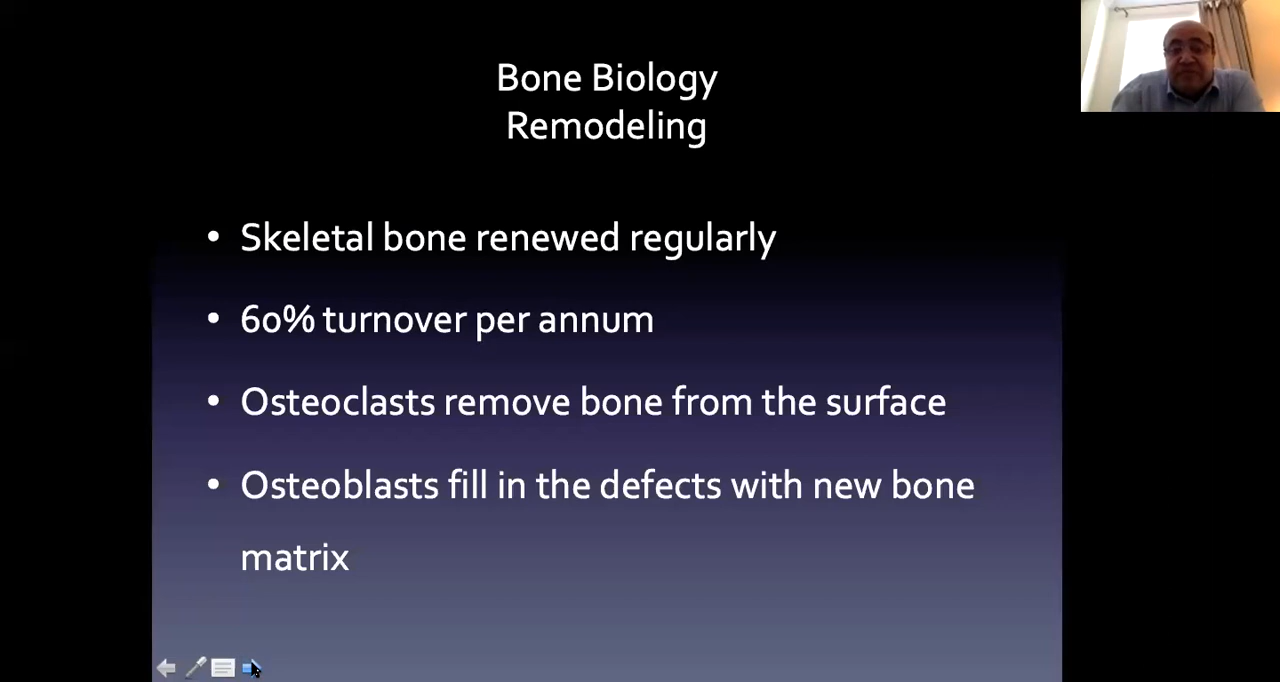 Bone Biology
Remodeling
• Skeletal bone renewed regularly
• 60% turnover per annum
• Osteoclasts remove bone from the surface
• Osteoblasts fill in the defects with new bone
matrix